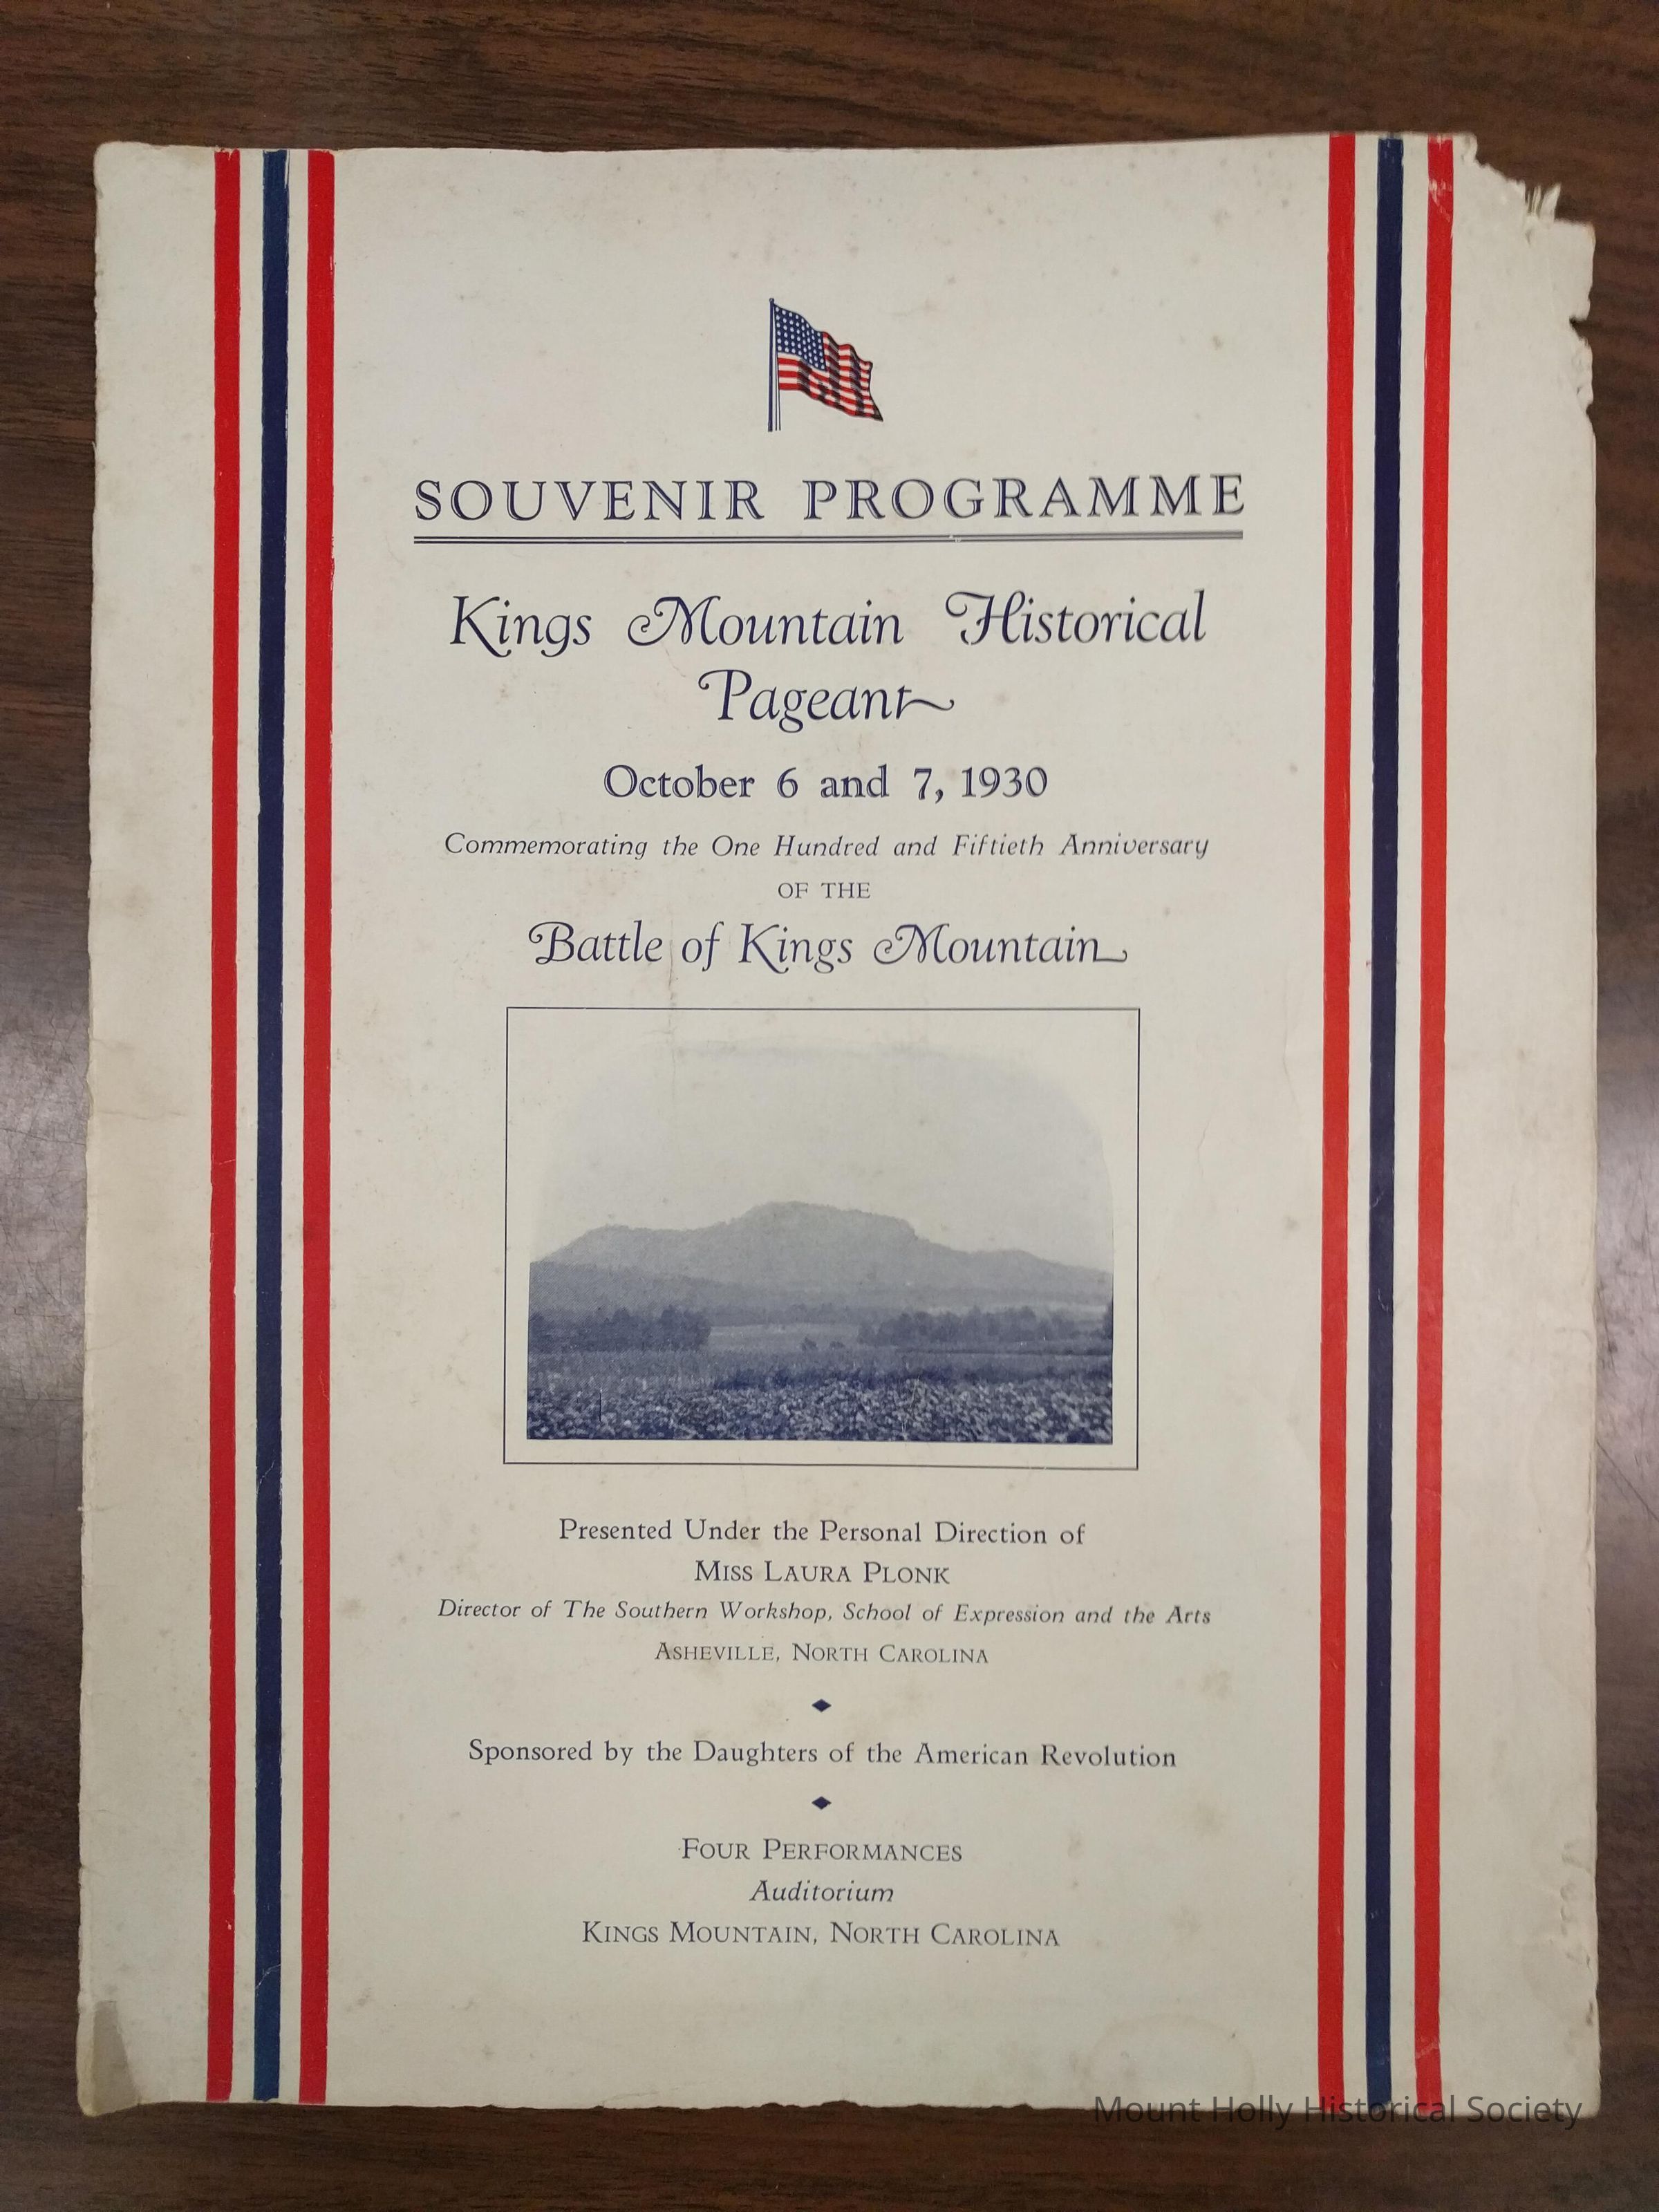 SOUVENIR PROGRAMME
Kings Mountain Historical
Pageant
October 6 and 7, 1930
Commemorating the One Hundred and Fiftieth Anniversary
OF THE
Battle of Kings Mountain
Presented Under the Personal Direction of
MISS LAURA PLONK
Director of The Southern Workshop, School of Expression and the Arts
ASHEVILLE, NORTH CAROLINA
Sponsored by the Daughters of the American Revolution
FOUR PERFORMANCES
Auditorium
KINGS MOUNTAIN, NORTH CAROLINA
Mount Holly Historical Society